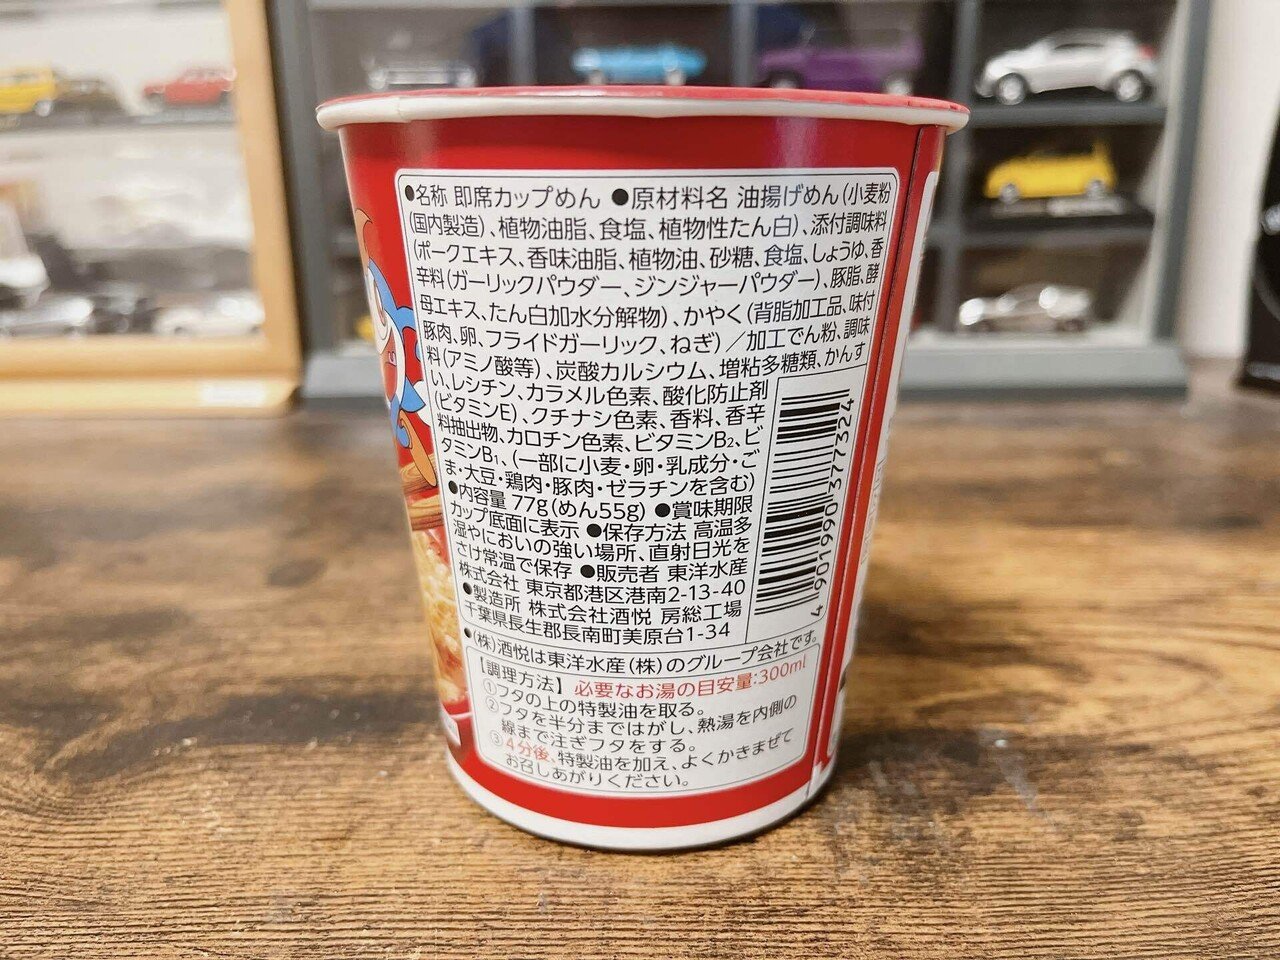 ●名称 即席カップめん ●原材料名 油揚げめん(小麦粉
(国内製造)、植物油脂、食塩、植物性たん白)、添付調味料
(ポークエキス、香味油脂、植物油、砂糖、食塩、しょうゆ、香
辛料(ガーリックパウダー、ジンジャーパウダー)、豚脂、酵
母エキス、たん白加水分解物)、かやく(背脂加工品、味付
豚肉、卵、フライドガーリック、ねぎ)/加工でん粉、調味
料(アミノ酸等)、炭酸カルシウム、増粘多糖類、かんす
い、レシチン、カラメル色素、酸化防止剤
(ビタミンE)、クチナシ色素、香料、香辛
料抽出物、カロチン色素、ビタミンB₂、ビ
タミンB₁、(一部に小麦・卵・乳成分・ご
ま・大豆・鶏肉・豚肉・ゼラチンを含む)
●内容量 77g(めん55g) ●賞味期限
カップ底面に表示 ●保存方法 高温多
湿やにおいの強い場所、直射日光を
さけ常温で保存 ●販売者 東洋水産
株式会社 東京都港区港南2-13-40
●製造所 株式会社酒悦 房総工場
千葉県長生郡長南町美原台1-34
●(株)酒悦は東洋水産(株)のグループ会社です。
4 901990 377324
【調理方法】必要なお湯の目安量:300ml
①フタの上の特製油を取る。
②フタを半分まではがし、熱湯を内側の
線まで注ぎフタをする。
③4分後、特製油を加え、よくかきまぜて
お召しあがりください。